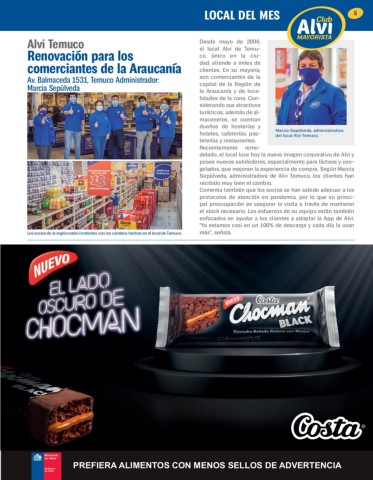 LOCAL DEL MES
Club
Alvi
MAYORISTA
5
Alvi Temuco
Renovación para los
comerciantes de la Araucanía
Av. Balmaceda 1531, Temuco Administrador:
Marcia Sepúlveda
Los socios de la región están contentos con los cambios hechos en el local de Temuco.
Desde mayo de 2006,
el local Alvi de Temu-
co, único en la ciu-
dad, atiende a miles de
clientes. En su mayoría,
son comerciantes de la
capital de la Región de
la Araucanía y de loca-
lidades de la zona. Con-
siderando sus atractivos
turísticos, además de al-
maceneros, se cuentan
dueños de hosterías y
hoteles, cafeterías, pas-
telerías y restaurantes.
Recientemente remo-
delado, el local luce hoy la nueva imagen corporativa de Alvi y
posee nuevos exhibidores, especialmente para lácteos y con-
gelados, que mejoran la experiencia de compra. Según Marcia
Sepúlveda, administradora de Alvi Temuco, los clientes han
recibido muy bien el cambio.
Comenta también que los socios se han sabido adecuar a los
protocolos de atención en pandemia, por lo que su princi-
pal preocupación es asegurar la visita a través de mantener
el stock necesario. Los esfuerzos de su equipo están también
enfocados en ayudar a los clientes a adoptar la App de Alvi:
"Ya estamos casi en un 100% de descarga y cada día la usan
más", señala.
Marcia Sepúlveda, administradora
del local Alvi Temuco.
NUEVO
EL LADO
OSCURO DE
CHOCMAN
NUEVO
Costa
Chocman
BLACK
Costa
PREFIERA ALIMENTOS CON MENOS SELLOS DE ADVERTENCIA